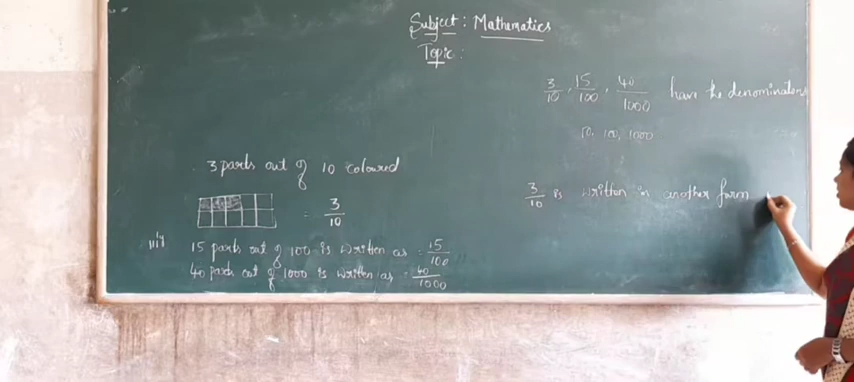 Subject: Mathematics
Topic:
3 parts out of 10 coloured
= 3/10
15 parts out of 100 is written as = 15/100
40 parts out of 1000 is written as = 40/1000
3/10, 15/100, 40/1000 have the denominators
10, 100, 1000
3/10 is written in another form